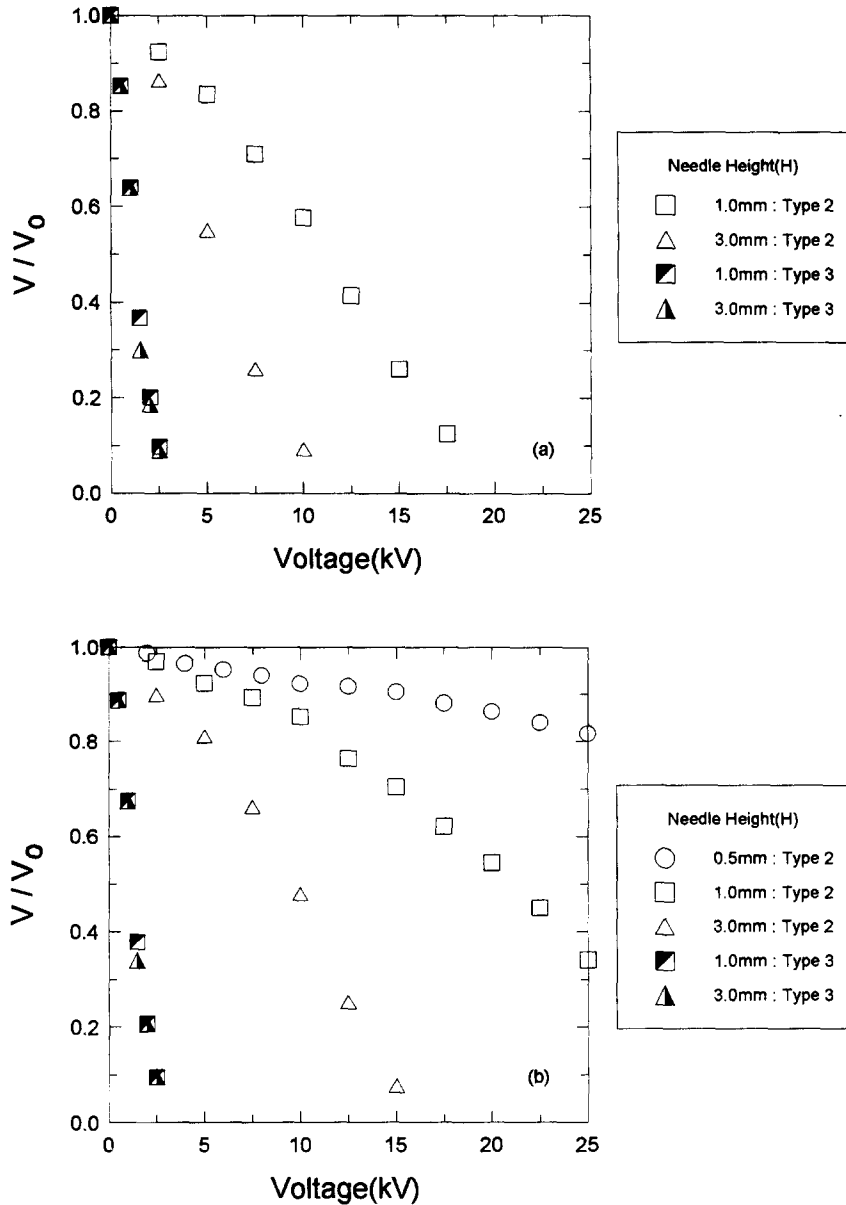 1.0
0.8
0.6
0.4
0.2
0.0
V / V0
0
5
10
15
20
25
Voltage(kV)
(a)
Needle Height(H)
1.0mm : Type 2
3.0mm : Type 2
1.0mm : Type 3
3.0mm : Type 3
1.0
0.8
0.6
0.4
0.2
0.0
V / V0
0
5
10
15
20
25
Voltage(kV)
(b)
Needle Height(H)
0.5mm : Type 2
1.0mm : Type 2
3.0mm : Type 2
1.0mm : Type 3
3.0mm : Type 3